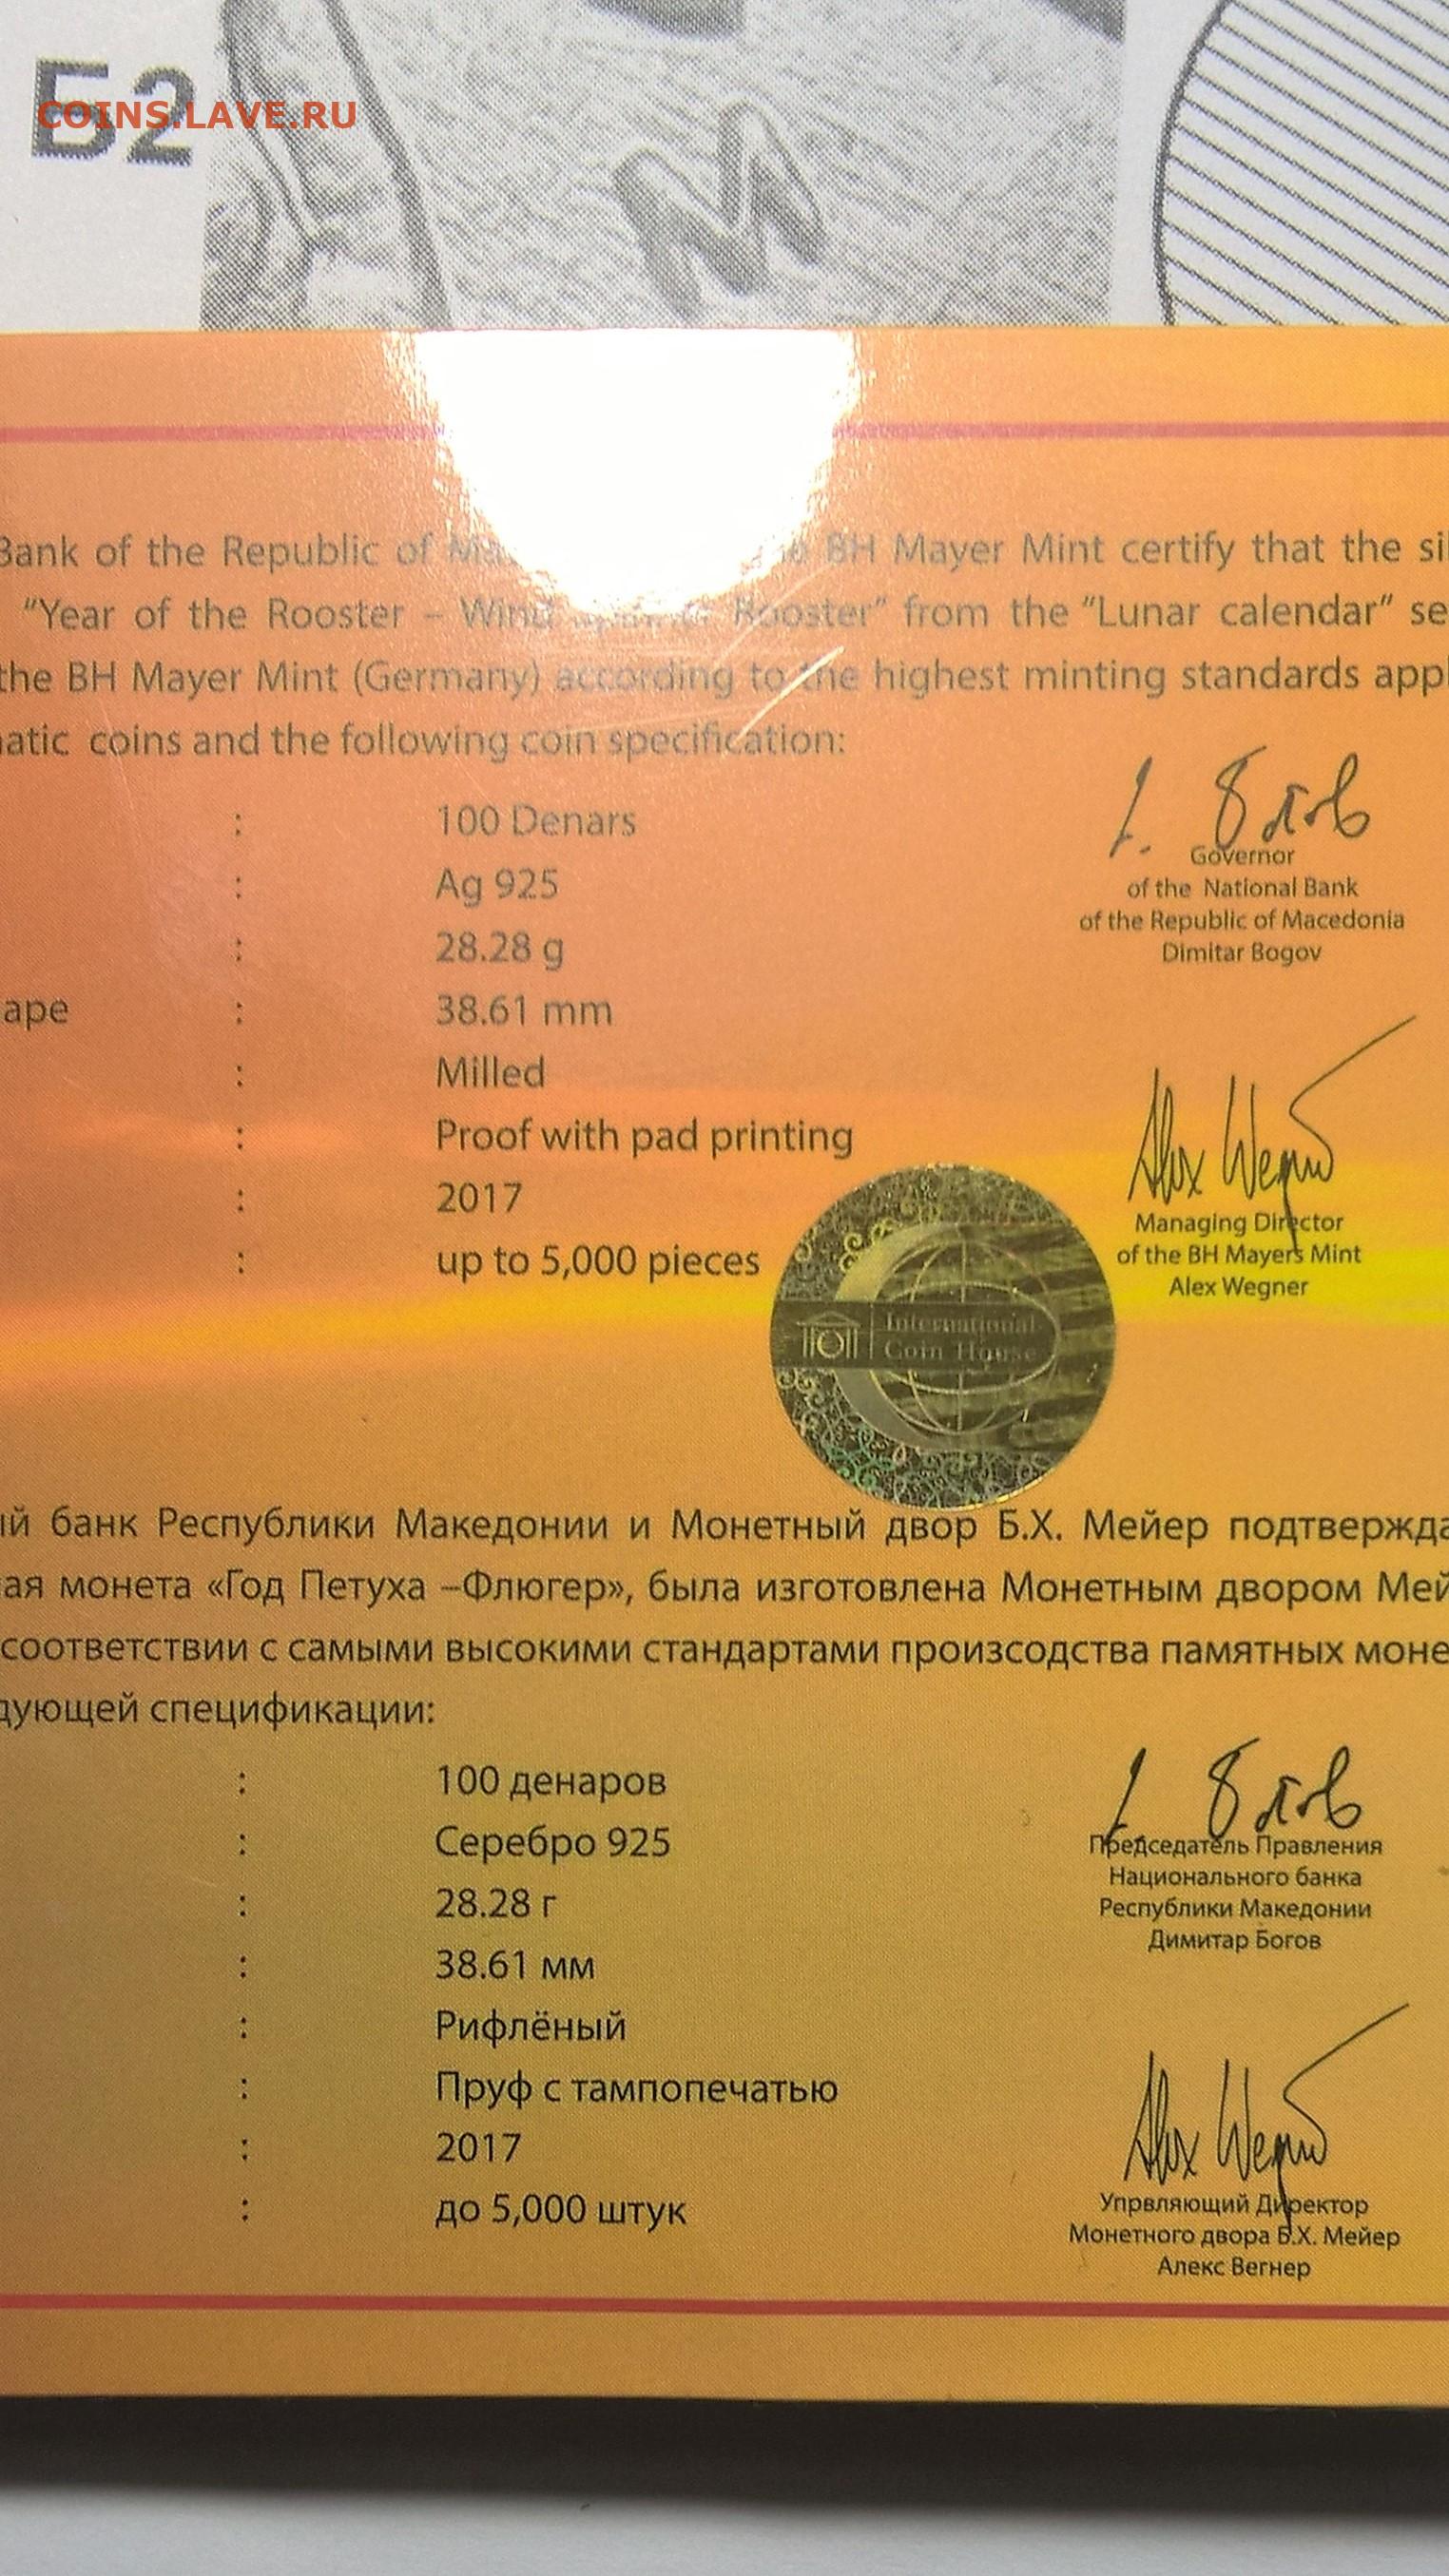 Б2
COINS.LAVE.RU
Bank of the Republic of BH Mayer Mint certify that the
“Year of the Rooster – Wind Rooster” from the “Lunar calendar”
the BH Mayer Mint (Germany) according to the highest minting standards
coins and the following coin specification:
: 100 Denars
: Ag 925
: 28.28 g
ape : 38.61 mm
: Milled
: Proof with pad printing
: 2017
: up to 5,000 pieces
Governor
of the National Bank
of the Republic of Macedonia
Dimitar Bogov
Alex Wegner
Managing Director
of the BH Mayers Mint
Alex Wegner
International
Coin House
банк Республики Македонии и Монетный двор Б.Х. Мейер
монета «Год Петуха –Флюгер», была изготовлена Монетным двором
соответствии с самыми высокими стандартами произсодства памятных
дующей спецификации:
: 100 денаров
: Серебро 925
: 28.28 г
: 38.61 мм
: Рифлёный
: Пруф с тампопечатью
: 2017
: до 5,000 штук
Председатель Правления
Национального банка
Республики Македонии
Димитар Богов
Alex Wegner
Упрвляющий Директор
Монетного двора Б.Х. Мейер
Алекс Вегнер